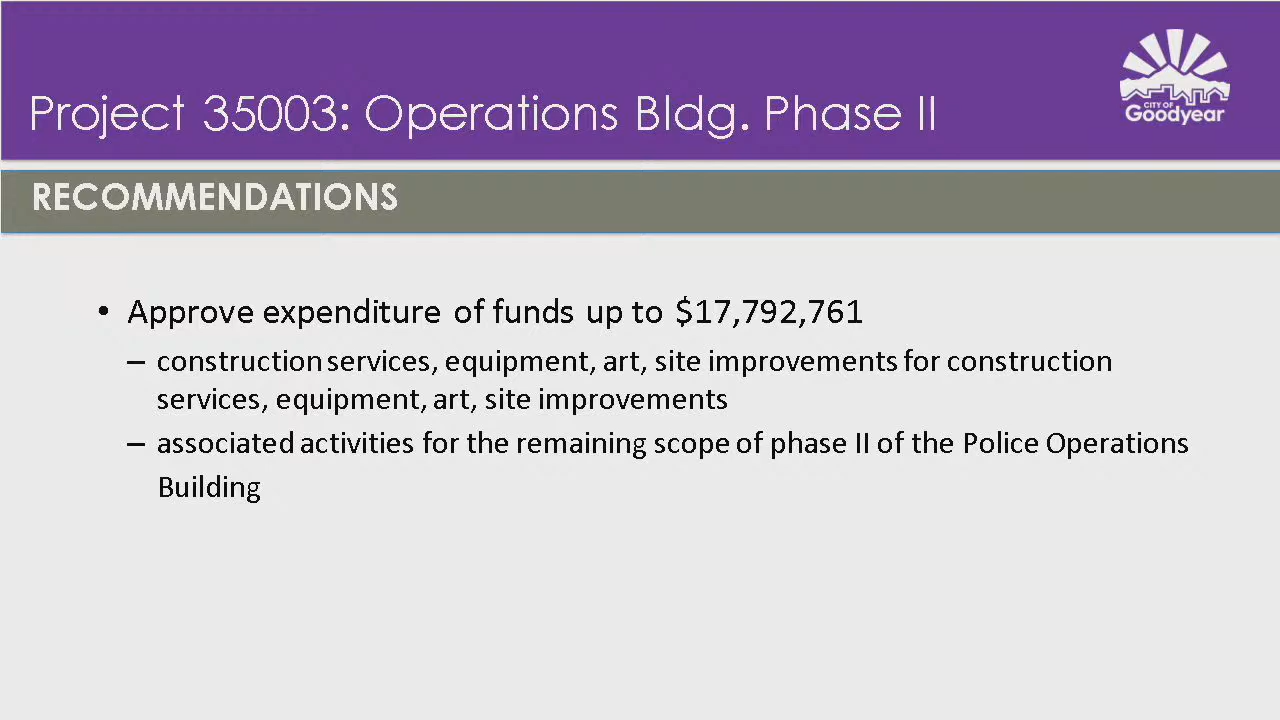 Project 35003: Operations Bldg. Phase II
CITY OF
Goodyear
RECOMMENDATIONS
• Approve expenditure of funds up to $17,792,761
– construction services, equipment, art, site improvements for construction
services, equipment, art, site improvements
– associated activities for the remaining scope of phase II of the Police Operations
Building